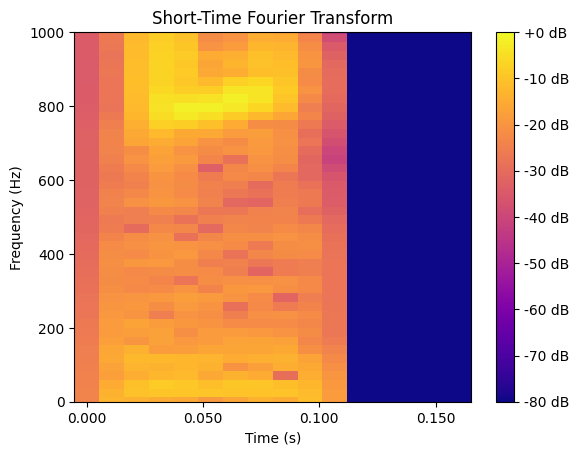 Short-Time Fourier Transform
1000
800
600
400
200
0
Frequency (Hz)
0.000
0.050
0.100
0.150
Time (s)
+0 dB
-10 dB
-20 dB
-30 dB
-40 dB
-50 dB
-60 dB
-70 dB
-80 dB